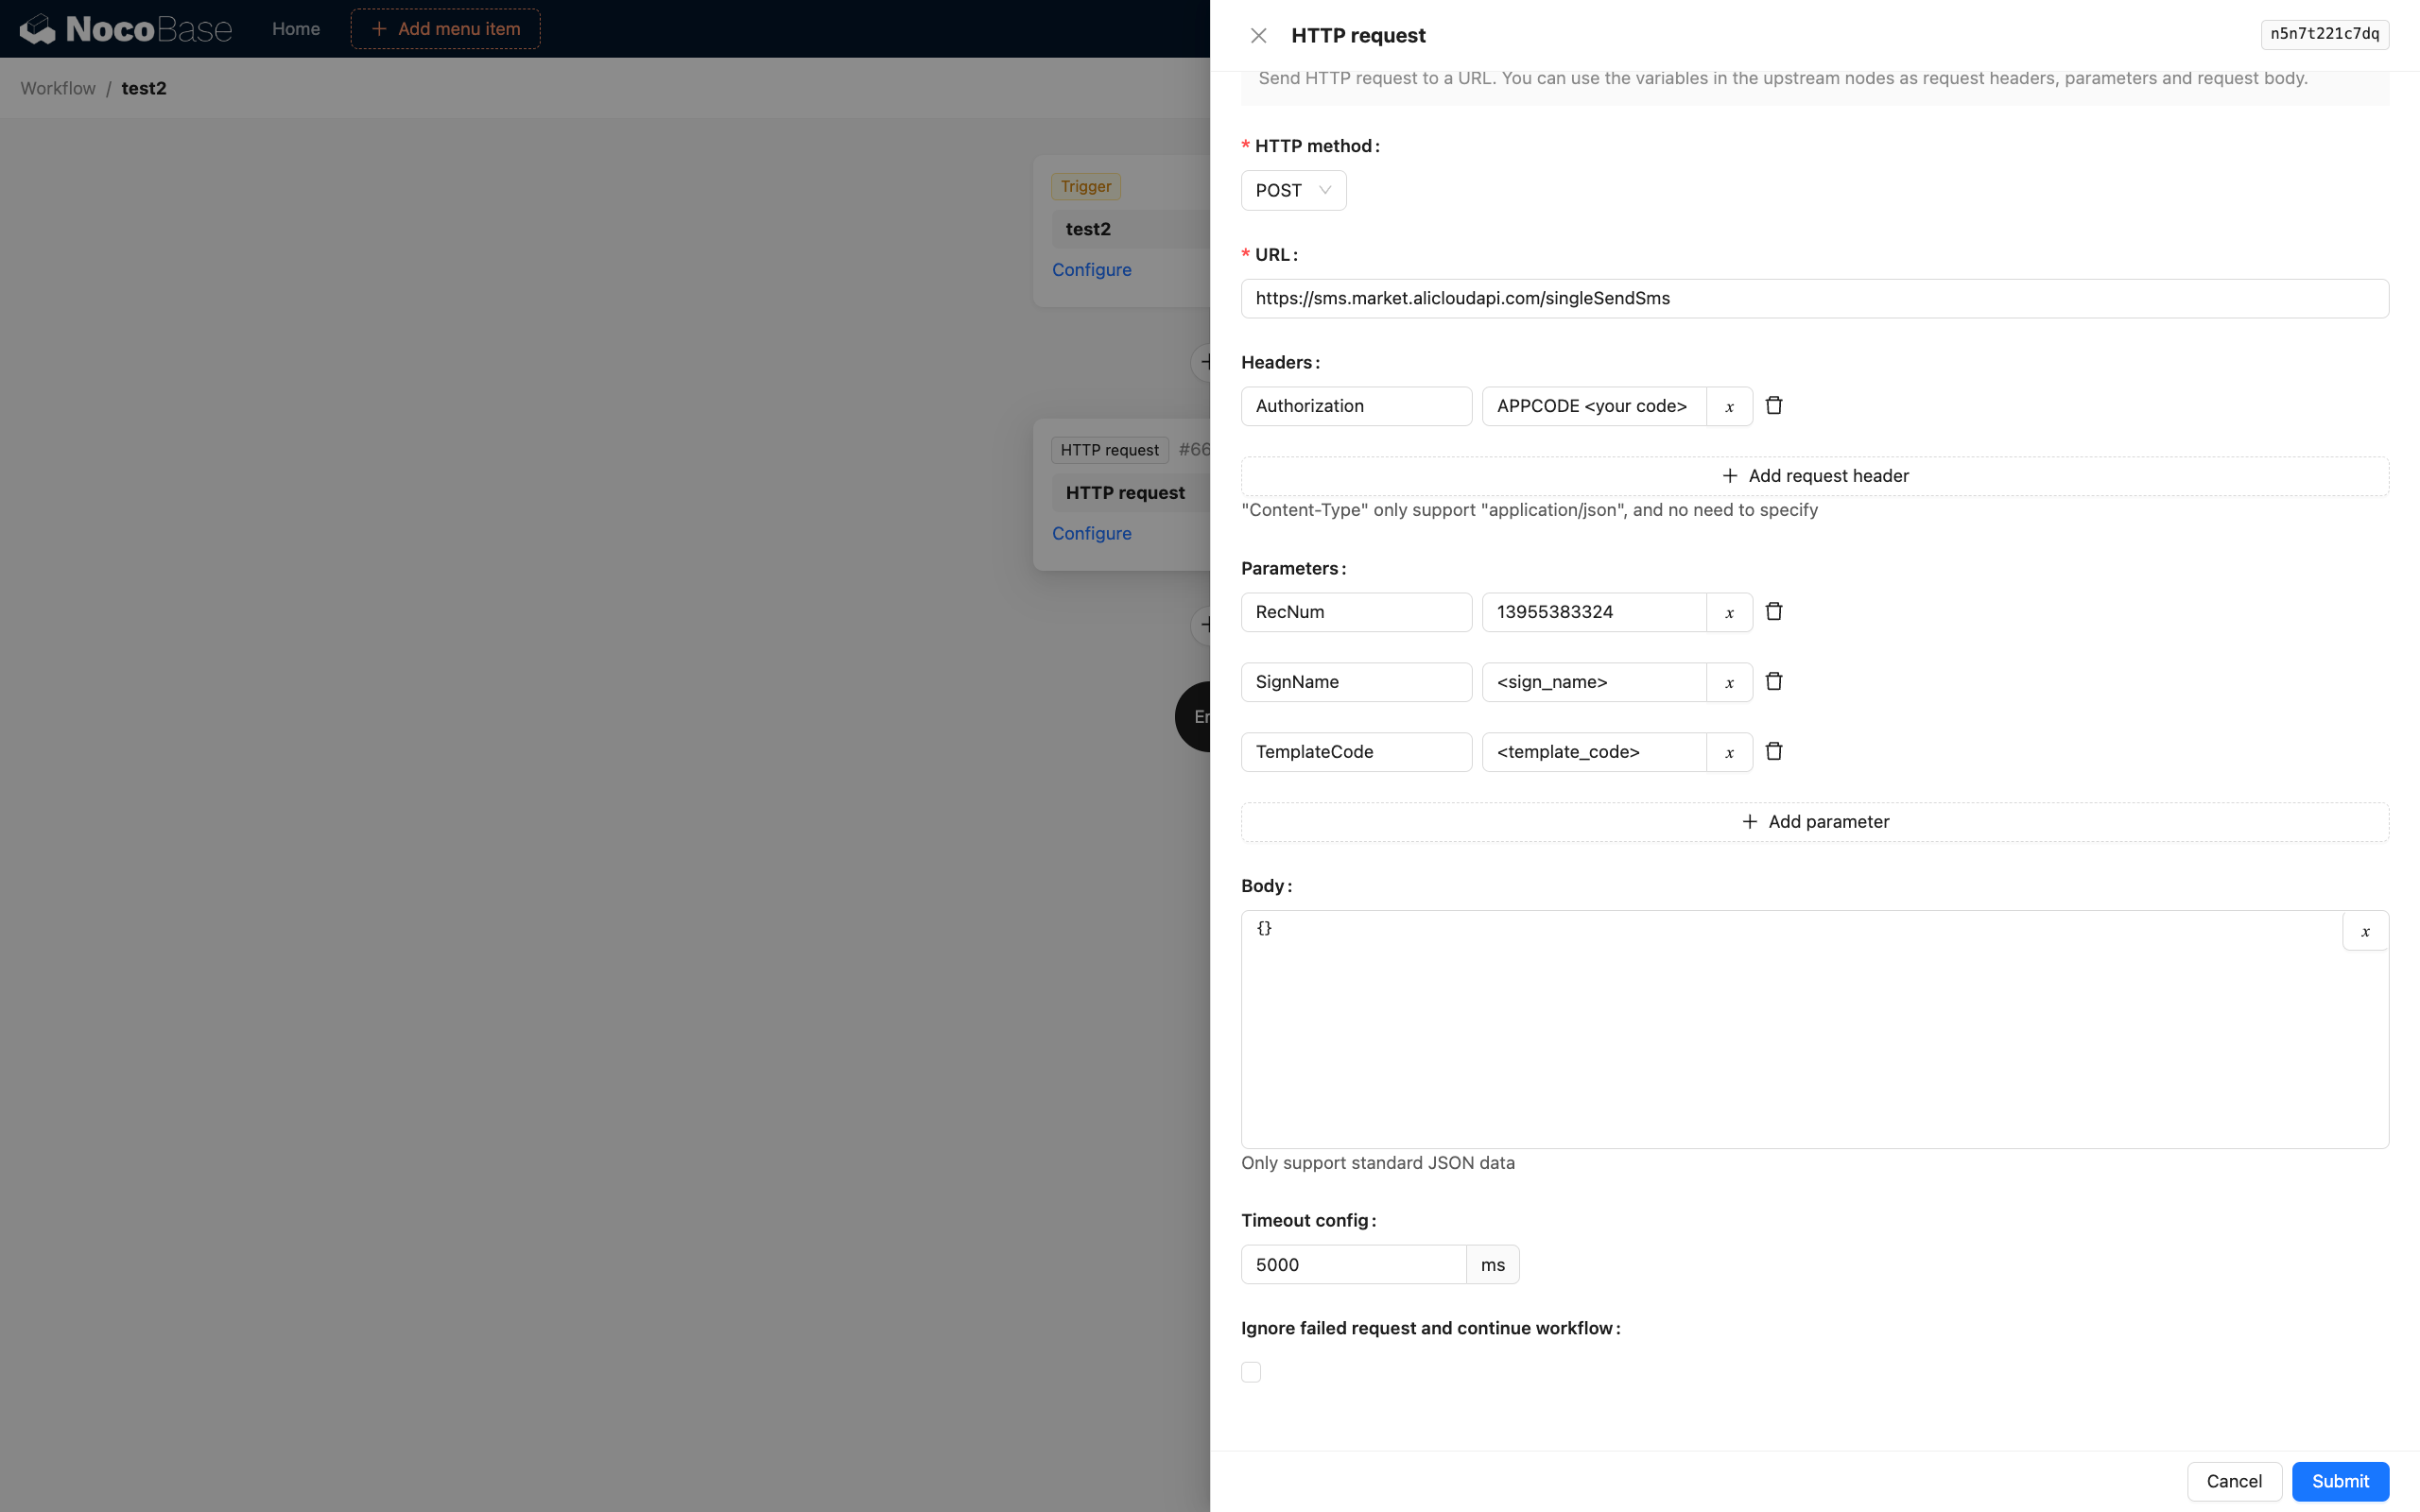 NocoBase
Home
Add menu item
Workflow / test2
Trigger
test2
Configure
HTTP request #66
HTTP request
Configure
HTTP request
n5n7t221c7dq
Send HTTP request to a URL. You can use the variables in the upstream nodes as request headers, parameters and request body.
* HTTP method:
POST
* URL:
https://sms.market.alicloudapi.com/singleSendSms
Headers:
Authorization APPCODE <your code> x
Add request header
"Content-Type" only support "application/json", and no need to specify
Parameters:
RecNum 13955383324 x
SignName <sign_name> x
TemplateCode <template_code> x
Add parameter
Body:
{} x
Only support standard JSON data
Timeout config:
5000 ms
Ignore failed request and continue workflow:
Cancel Submit